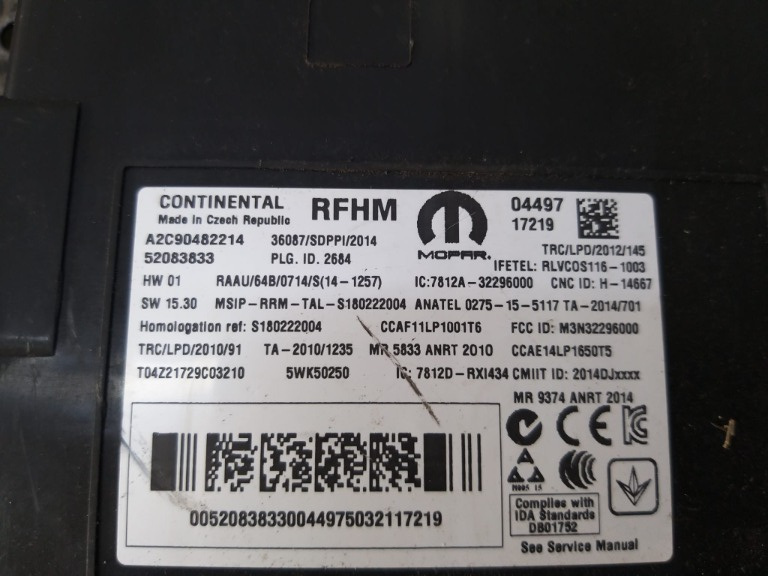 CONTINENTAL RFHM 04497
Made in Czech Republic 17219
MOPAR.
A2C90482214 36087/SDPPI/2014 TRC/LPD/2012/145
52083833 PLG. ID. 2684 IFETEL: RLVCOS116-1003
HW 01 RAAU/64B/0714/S(14-1257) IC:7812A-32296000 CNC ID: H-14667
SW 15.30 MSIP-RRM-TAL-S180222004 ANATEL 0275-15-5117 TA-2014/701
Homologation ref: S180222004 CCAF11LP1001T6 FCC ID: M3N32296000
TRC/LPD/2010/91 TA-2010/1235 MR 5833 ANRT 2010 CCAE14LP1650T5
T04Z21729C03210 5WK50250 IC: 7812D-RXI434 CMIIT ID: 2014DJxxxx
MR 9374 ANRT 2014
CE
N005 15
Complies with
IDA Standards
DB01752
See Service Manual
00520838330044975032117219